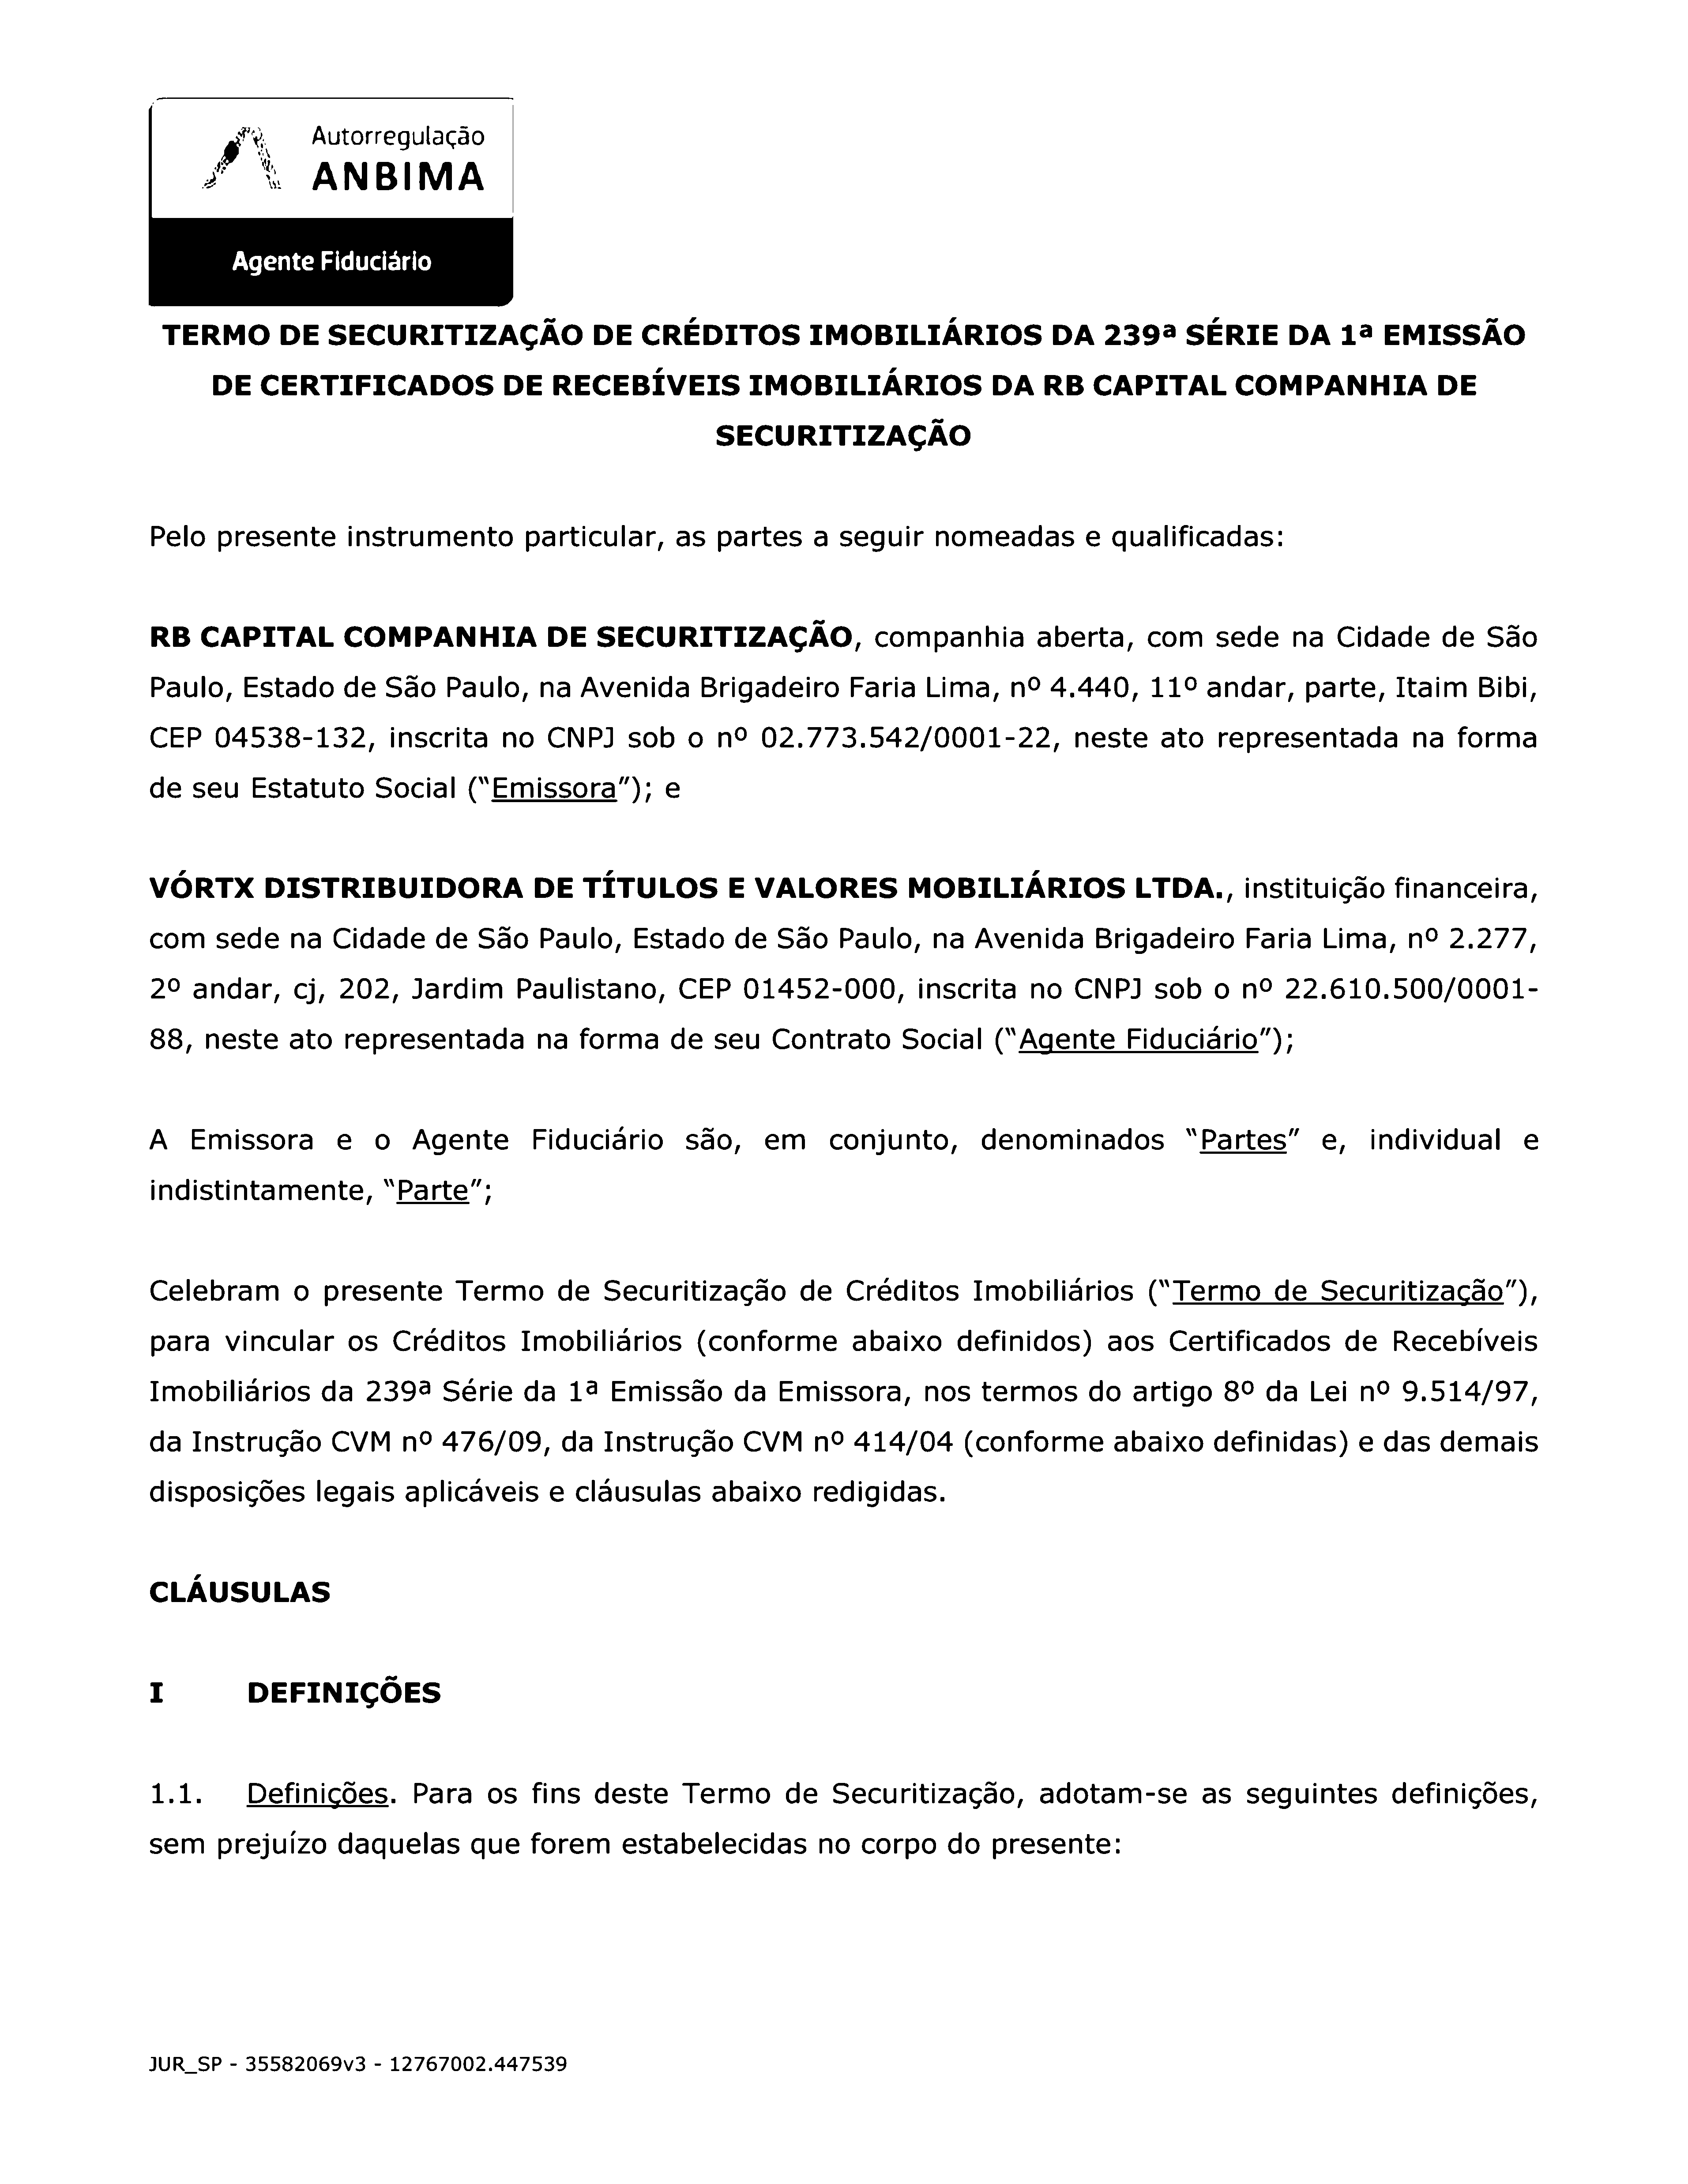 Autorregulação
ANBIMA
Agente Fiduciário
TERMO DE SECURITIZAÇÃO DE CRÉDITOS IMOBILIÁRIOS DA 239ª SÉRIE DA 1ª EMISSÃO
DE CERTIFICADOS DE RECEBÍVEIS IMOBILIÁRIOS DA RB CAPITAL COMPANHIA DE
SECURITIZAÇÃO
Pelo presente instrumento particular, as partes a seguir nomeadas e qualificadas:
RB CAPITAL COMPANHIA DE SECURITIZAÇÃO, companhia aberta, com sede na Cidade de São
Paulo, Estado de São Paulo, na Avenida Brigadeiro Faria Lima, nº 4.440, 11º andar, parte, Itaim Bibi,
CEP 04538-132, inscrita no CNPJ sob o nº 02.773.542/0001-22, neste ato representada na forma
de seu Estatuto Social ("Emissora"); e
VÓRTX DISTRIBUIDORA DE TÍTULOS E VALORES MOBILIÁRIOS LTDA., instituição financeira,
com sede na Cidade de São Paulo, Estado de São Paulo, na Avenida Brigadeiro Faria Lima, nº 2.277,
2º andar, cj, 202, Jardim Paulistano, CEP 01452-000, inscrita no CNPJ sob o nº 22.610.500/0001-
88, neste ato representada na forma de seu Contrato Social ("Agente Fiduciário");
A Emissora e o Agente Fiduciário são, em conjunto, denominados "Partes" e, individual e
indistintamente, "Parte";
Celebram o presente Termo de Securitização de Créditos Imobiliários ("Termo de Securitização"),
para vincular os Créditos Imobiliários (conforme abaixo definidos) aos Certificados de Recebíveis
Imobiliários da 239ª Série da 1ª Emissão da Emissora, nos termos do artigo 8º da Lei nº 9.514/97,
da Instrução CVM nº 476/09, da Instrução CVM nº 414/04 (conforme abaixo definidas) e das demais
disposições legais aplicáveis e cláusulas abaixo redigidas.
CLÁUSULAS
I DEFINIÇÕES
1.1. Definições. Para os fins deste Termo de Securitização, adotam-se as seguintes definições,
sem prejuízo daquelas que forem estabelecidas no corpo do presente:
JUR_SP - 35582069v3 - 12767002.447539